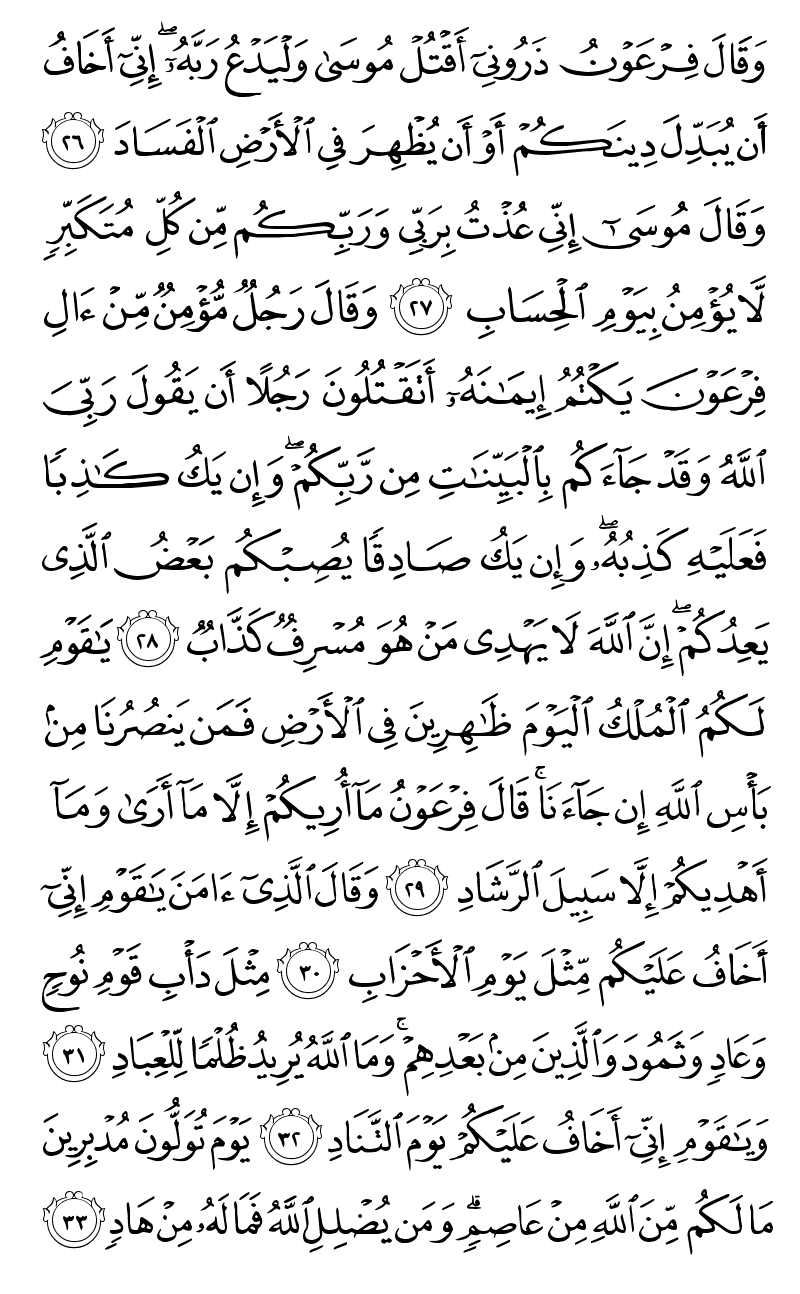 وَقَالَ فِرْعَوْنُ ذَرُونِيٓ أَقْتُلْ مُوسَىٰ وَلْيَدْعُ رَبَّهُۥٓ ۖ إِنِّيٓ أَخَافُ
أَن يُبَدِّلَ دِينَكُمْ أَوْ أَن يُظْهِرَ فِي ٱلْأَرْضِ ٱلْفَسَادَ ٢٦
وَقَالَ مُوسَىٰٓ إِنِّي عُذْتُ بِرَبِّي وَرَبِّكُم مِّن كُلِّ مُتَكَبِّرٍ
لَّا يُؤْمِنُ بِيَوْمِ ٱلْحِسَابِ ٢٧ وَقَالَ رَجُلٌ مُّؤْمِنٌ مِّنْ ءَالِ
فِرْعَوْنَ يَكْتُمُ إِيمَٰنَهُۥٓ أَتَقْتُلُونَ رَجُلًا أَن يَقُولَ رَبِّيَ
ٱللَّهُ وَقَدْ جَآءَكُم بِٱلْبَيِّنَٰتِ مِن رَّبِّكُمْ ۖ وَإِن يَكُ كَٰذِبًا
فَعَلَيْهِ كَذِبُهُۥ ۖ وَإِن يَكُ صَادِقًا يُصِبْكُم بَعْضُ ٱلَّذِي
يَعِدُكُمْ ۖ إِنَّ ٱللَّهَ لَا يَهْدِي مَنْ هُوَ مُسْرِفٌ كَذَّابٌ ٢٨ يَٰقَوْمِ
لَكُمُ ٱلْمُلْكُ ٱلْيَوْمَ ظَٰهِرِينَ فِي ٱلْأَرْضِ فَمَن يَنصُرُنَا مِنۢ
بَأْسِ ٱللَّهِ إِن جَآءَنَا ۚ قَالَ فِرْعَوْنُ مَآ أُرِيكُمْ إِلَّا مَآ أَرَىٰ وَمَآ
أَهْدِيكُمْ إِلَّا سَبِيلَ ٱلرَّشَادِ ٢٩ وَقَالَ ٱلَّذِيٓ ءَامَنَ يَٰقَوْمِ إِنِّيٓ
أَخَافُ عَلَيْكُم مِّثْلَ يَوْمِ ٱلْأَحْزَابِ ٣٠ مِثْلَ دَأْبِ قَوْمِ نُوحٍ
وَعَادٍ وَثَمُودَ وَٱلَّذِينَ مِنۢ بَعْدِهِمْ ۚ وَمَا ٱللَّهُ يُرِيدُ ظُلْمًا لِّلْعِبَادِ ٣١
وَيَٰقَوْمِ إِنِّيٓ أَخَافُ عَلَيْكُمْ يَوْمَ ٱلتَّنَادِ ٣٢ يَوْمَ تُوَلُّونَ مُدْبِرِينَ
مَا لَكُم مِّنَ ٱللَّهِ مِنْ عَاصِمٍ ۗ وَمَن يُضْلِلِ ٱللَّهُ فَمَا لَهُۥ مِنْ هَادٍ ٣٣